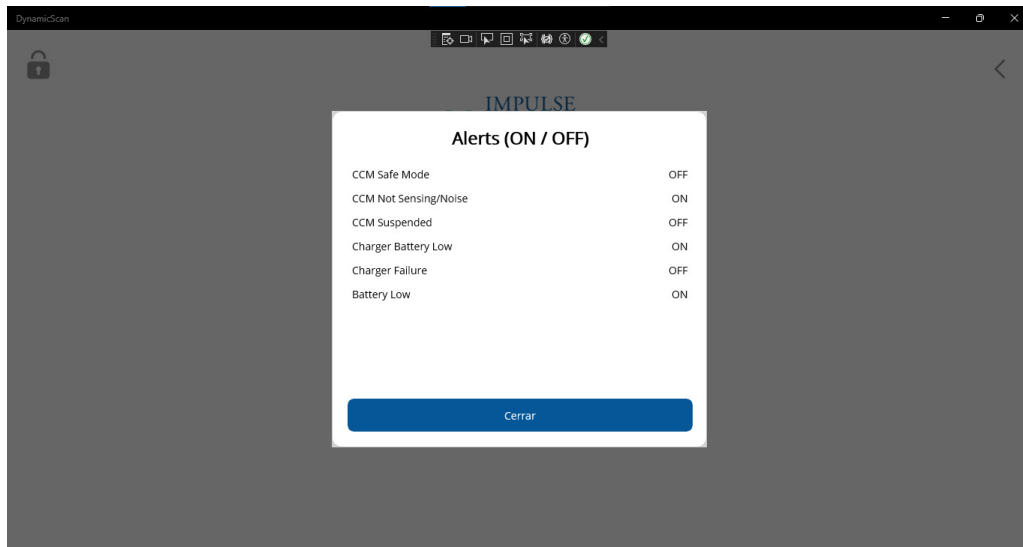 DynamicScan
IMPULSE
Alerts (ON / OFF)
CCM Safe Mode OFF
CCM Not Sensing/Noise ON
CCM Suspended OFF
Charger Battery Low ON
Charger Failure OFF
Battery Low ON
Cerrar